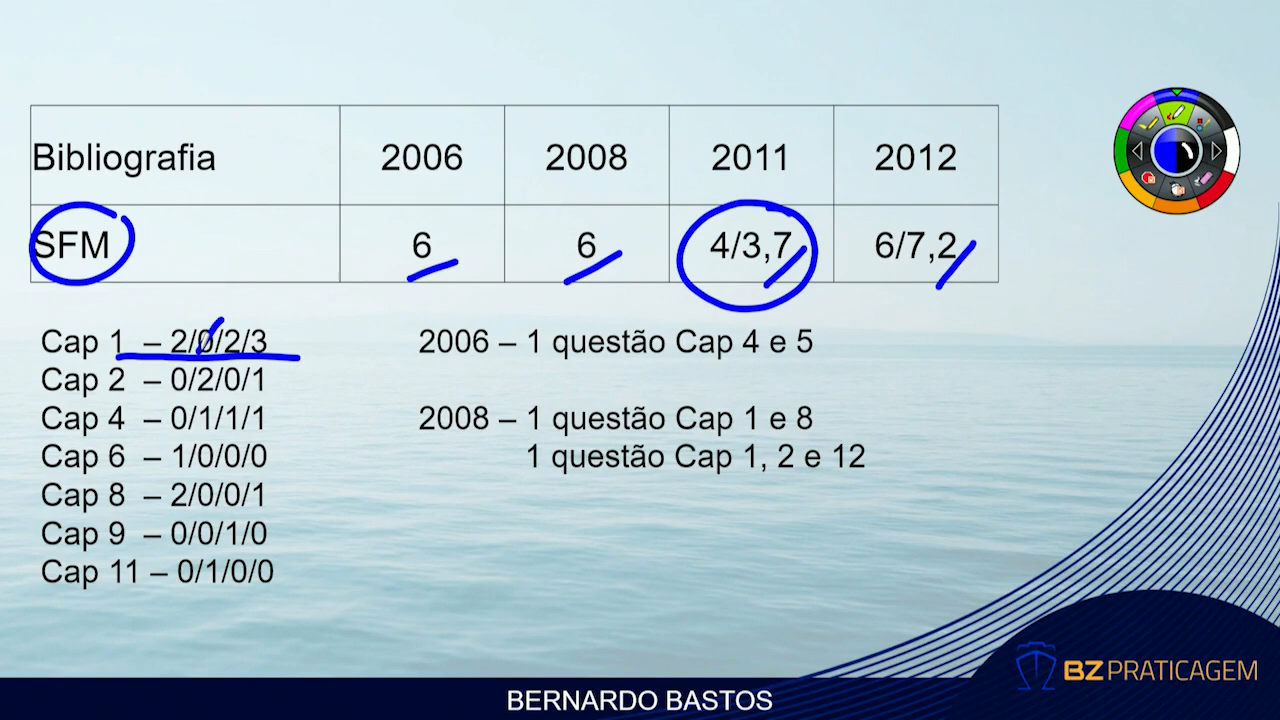 Bibliografia 2006 2008 2011 2012
SFM 6 6 4/3,7 6/7,2
Cap 1 – 2/0/2/3
Cap 2 – 0/2/0/1
Cap 4 – 0/1/1/1
Cap 6 – 1/0/0/0
Cap 8 – 2/0/0/1
Cap 9 – 0/0/1/0
Cap 11 – 0/1/0/0
2006 – 1 questão Cap 4 e 5
2008 – 1 questão Cap 1 e 8
1 questão Cap 1, 2 e 12
BZPRATICAGEM
BERNARDO BASTOS